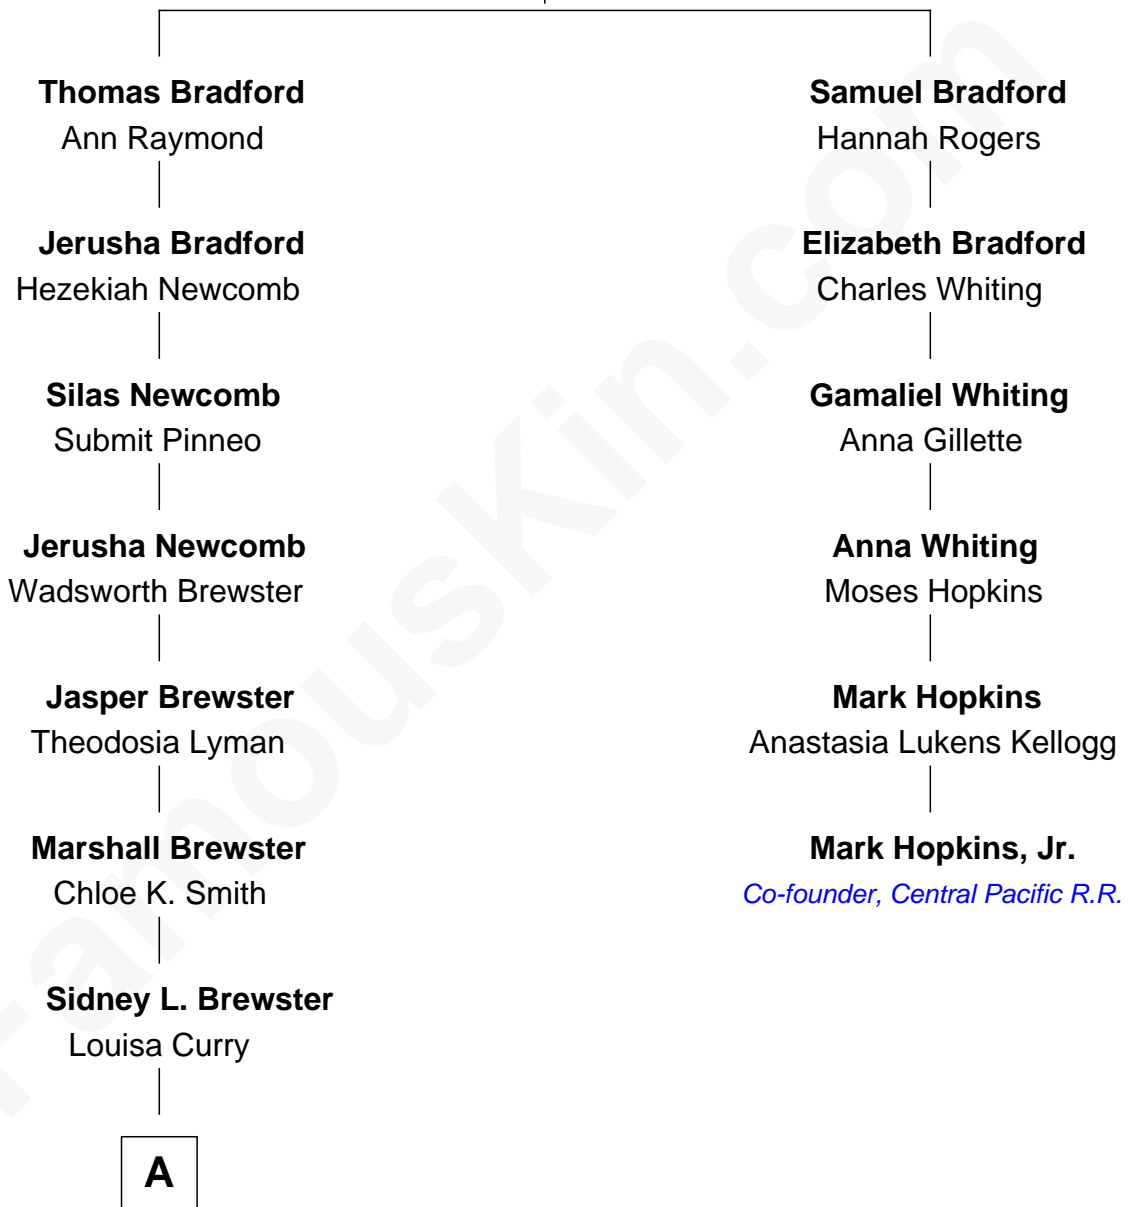 Thomas Bradford
Ann Raymond
Jerusha Bradford
Hezekiah Newcomb
Silas Newcomb
Submit Pinneo
Jerusha Newcomb
Wadsworth Brewster
Jasper Brewster
Theodosia Lyman
Marshall Brewster
Chloe K. Smith
Sidney L. Brewster
Louisa Curry
A
Samuel Bradford
Hannah Rogers
Elizabeth Bradford
Charles Whiting
Gamaliel Whiting
Anna Gillette
Anna Whiting
Moses Hopkins
Mark Hopkins
Anastasia Lukens Kellogg
Mark Hopkins, Jr.
Co-founder, Central Pacific R.R.
FamousKin.com